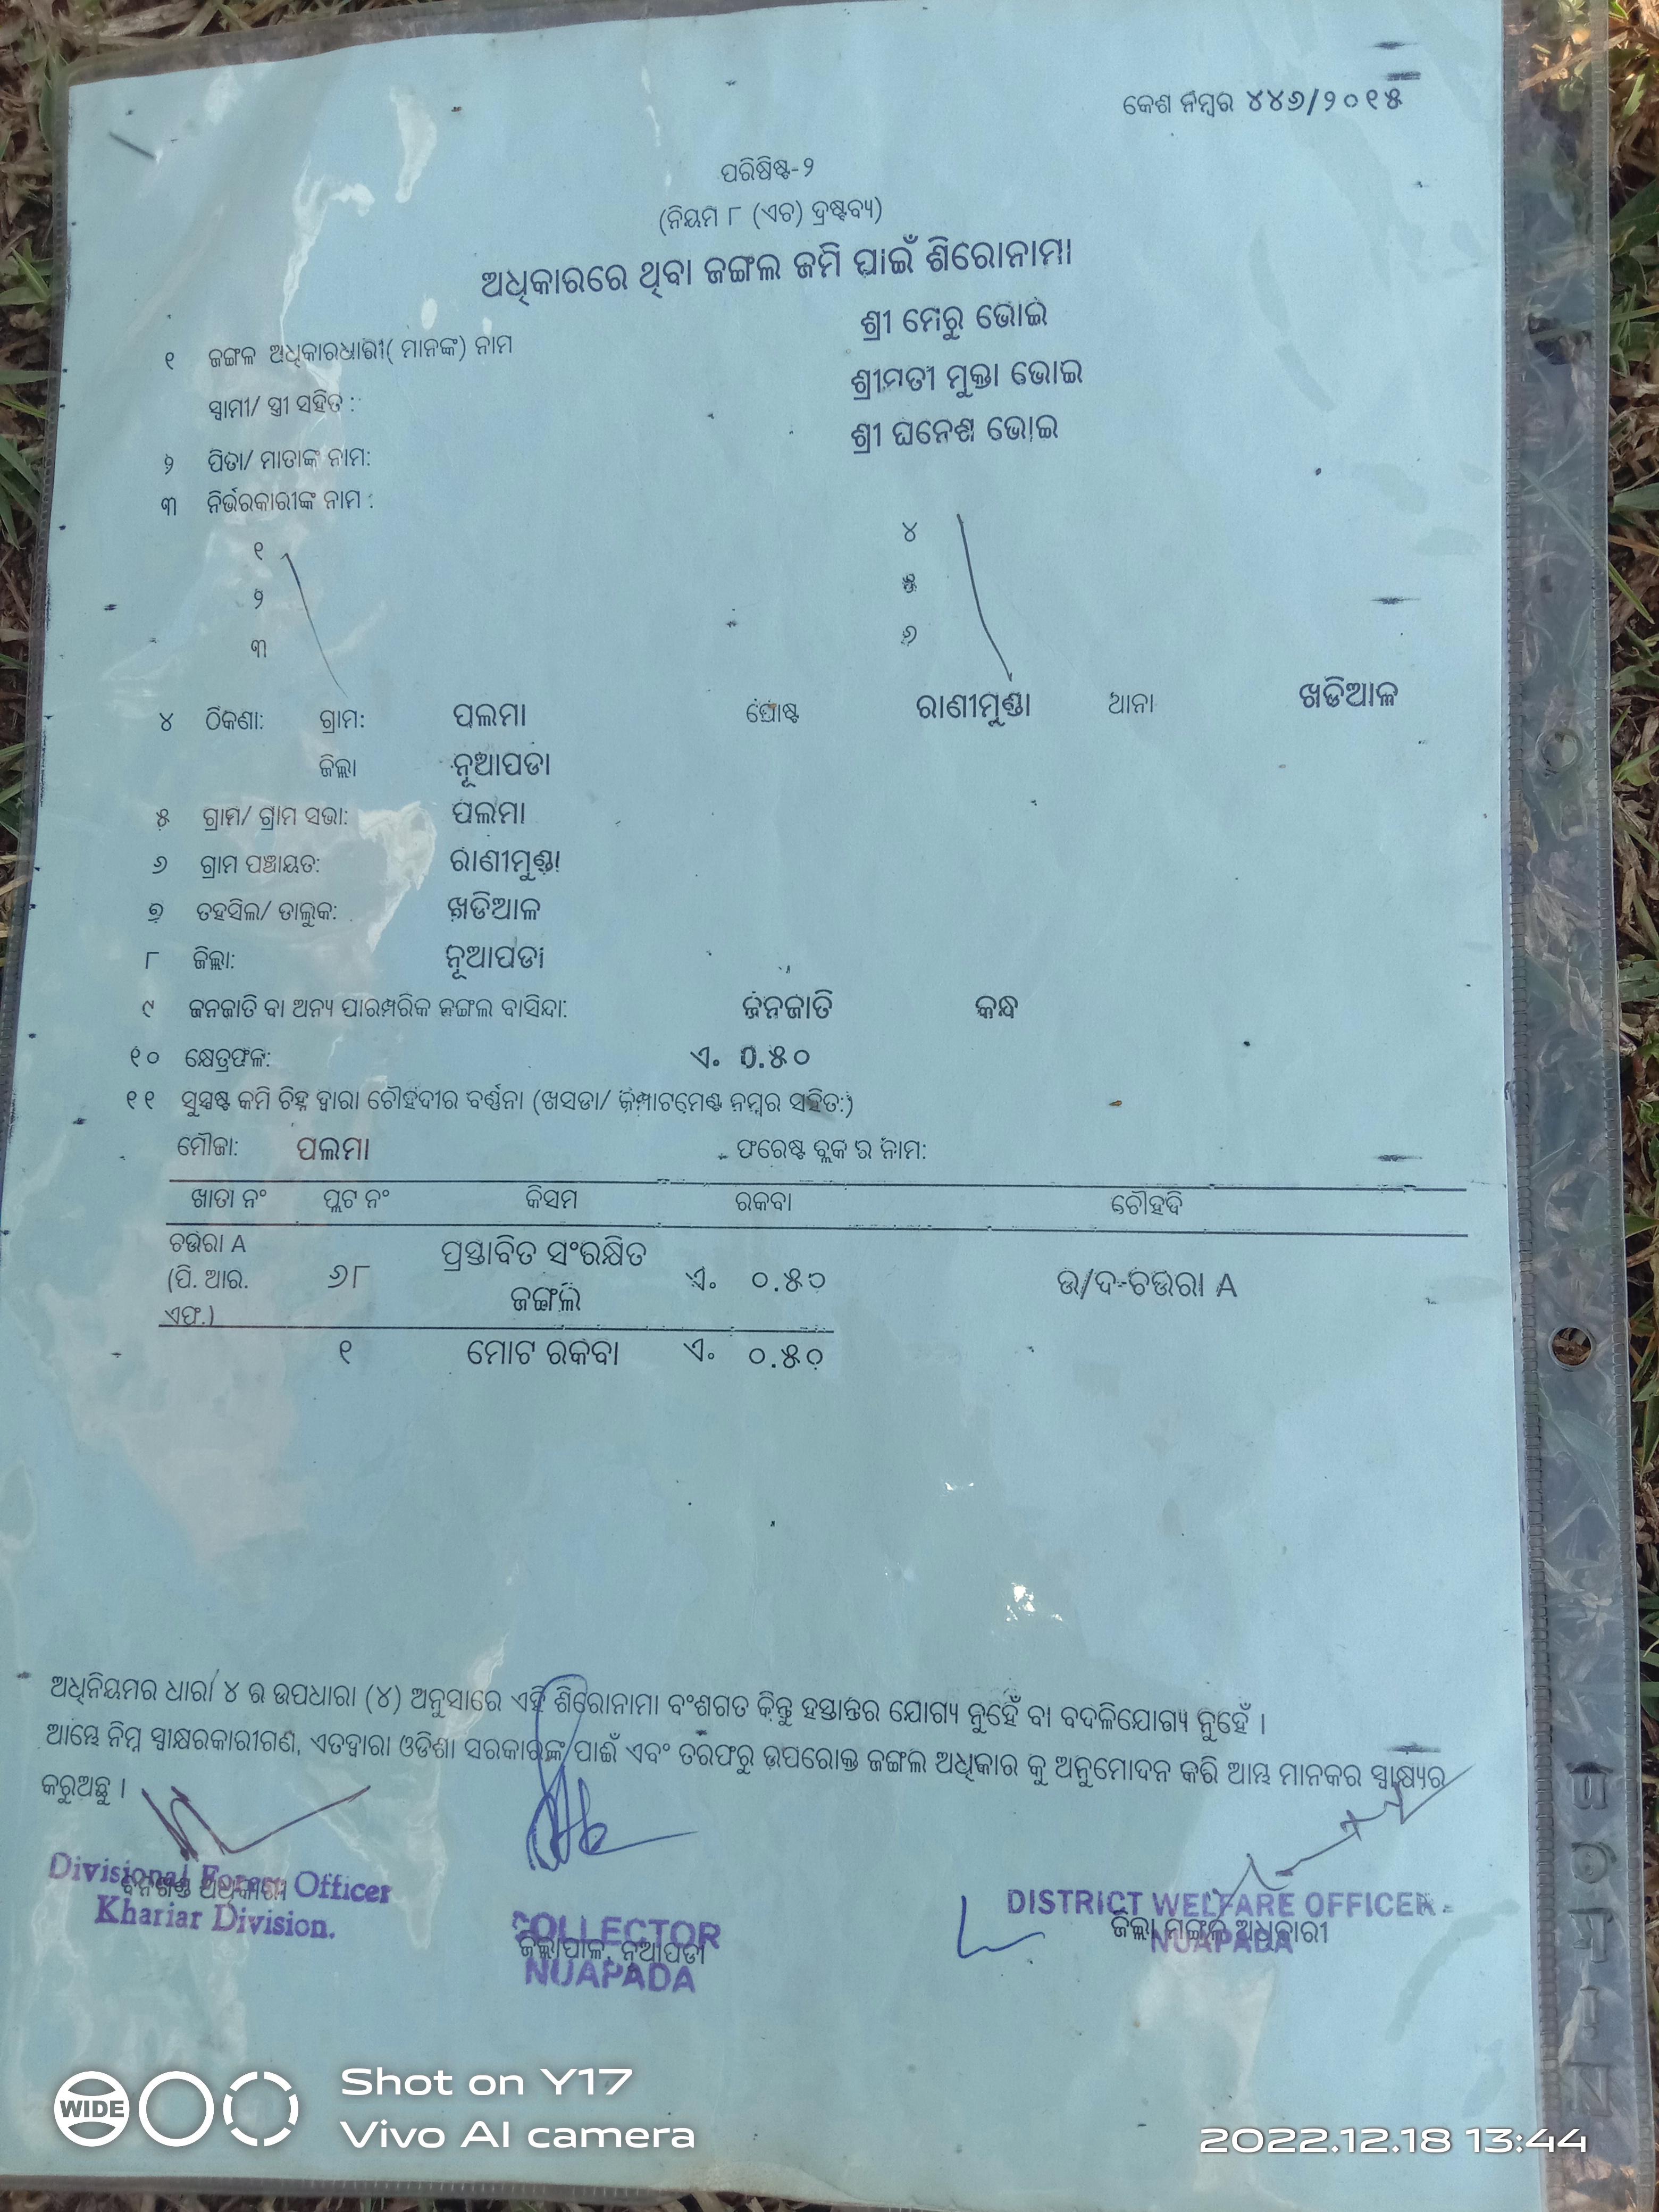 କେଶ ନମ୍ବର ୪୪୬/୨୦୧୫
ପରିଷିଷ୍ଟ-୨
(ନିୟମ ୮ (ଏଚ) ଦ୍ରଷ୍ଟବ୍ୟ)
ଅଧିକାରରେ ଥିବା ଜଙ୍ଗଲ ଜମି ପାଇଁ ଶିରୋନାମା
୧ ଜଙ୍ଗଲ ଅଧିକାରଧାରୀ( ମାନଙ୍କ) ନାମ ଶ୍ରୀ ମେରୁ ଭୋଇ
ସ୍ବାମୀ/ ସ୍ତ୍ରୀ ସହିତ : ଶ୍ରୀମତୀ ମୁକ୍ତା ଭୋଇ
୨ ପିତା/ ମାତାଙ୍କ ନାମ: ଶ୍ରୀ ଘନେଶ ଭୋଇ
୩ ନିର୍ଭରକାରୀଙ୍କ ନାମ :
୧ ୪
୨ ୫
୩ ୬
୪ ଠିକଣା: ଗ୍ରାମ: ପଲମା ପୋଷ୍ଟ ରାଣୀମୁଣ୍ଡା ଥାନା ଖଡିଆଳ
ଜିଲ୍ଲା ନୂଆପଡା
୫ ଗ୍ରାମ/ ଗ୍ରାମ ସଭା: ପଲମା
୬ ଗ୍ରାମ ପଞ୍ଚାୟତ: ରାଣୀମୁଣ୍ଡା
୭ ତହସିଲ/ ତାଲୁକ: ଖଡିଆଳ
୮ ଜିଲ୍ଲା: ନୂଆପଡା
୯ ଜନଜାତି ବା ଅନ୍ୟ ପାରମ୍ପରିକ ଜଙ୍ଗଲ ବାସିନ୍ଦା: ଜନଜାତି କନ୍ଧ
୧୦ କ୍ଷେତ୍ରଫଳ: ଏ. 0.୫୦
୧୧ ସୁସ୍ପଷ୍ଟ ଜମି ଚିହ୍ନ ଦ୍ୱାରା ଚୌହଦୀର ବର୍ଣ୍ଣନା (ଖସଡା/ କମ୍ପାଟମେଣ୍ଟ ନମ୍ବର ସହିତ:)
ମୌଜା: ପଲମା ଫରେଷ୍ଟ ବ୍ଲକ ର ନାମ:
ଖାତା ନଂ ପ୍ଲଟ ନଂ କିସମ ରକବା ଚୌହଦି
ଚଉରା A
(ପି. ଆର. ଏଫ.) ୬୮ ପ୍ରସ୍ତାବିତ ସଂରକ୍ଷିତ ଜଙ୍ଗଲ ଏ. ୦.୫୦ ଉ/ଦ-ଚଉରା A
୧ ମୋଟ ରକବା ଏ. ୦.୫୦
ଅଧିନିୟମର ଧାରା ୪ ର ଉପଧାରା (୪) ଅନୁସାରେ ଏହି ଶିରୋନାମା ବଂଶଗତ କିନ୍ତୁ ହସ୍ତାନ୍ତର ଯୋଗ୍ୟ ନୁହେଁ ବା ବଦଳିଯୋଗ୍ୟ ନୁହେଁ ।
ଆମ୍ଭେ ନିମ୍ନ ସ୍ୱାକ୍ଷରକାରୀଗଣ, ଏତଦ୍ୱାରା ଓଡିଶା ସରକାରଙ୍କ ପାଇଁ ଏବଂ ତରଫରୁ ଉପରୋକ୍ତ ଜଙ୍ଗଲ ଅଧିକାର କୁ ଅନୁମୋଦନ କରି ଆମ୍ଭ ମାନକର ସ୍ୱାକ୍ଷ୍ୟର
କରୁଅଛୁ ।
Divisional Forest Officer
ବନଖଣ୍ଡ ଅଧିକାରୀ
Khariar Division.
COLLECTOR
ଜିଲ୍ଲାପାଳ, ନୂଆପଡା
NUAPADA
DISTRICT WELFARE OFFICER
ଜିଲ୍ଲା ମଙ୍ଗଳ ଅଧିକାରୀ
NUAPADA
WIDE
Shot on Y17
Vivo AI camera
2022.12.18 13:44